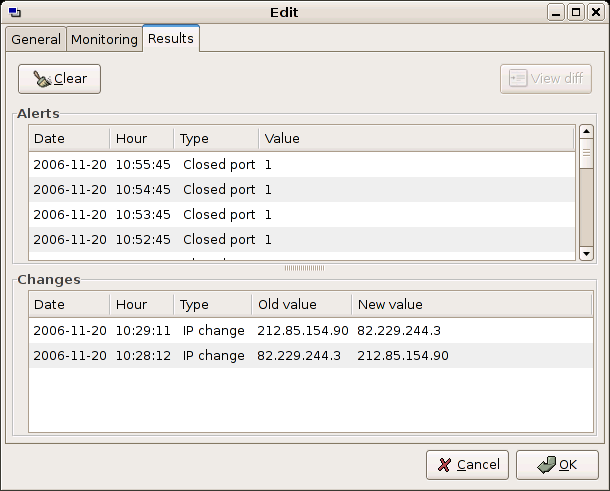 Edit
General Monitoring Results
Clear View diff
Alerts
Date Hour Type Value
2006-11-20 10:55:45 Closed port 1
2006-11-20 10:54:45 Closed port 1
2006-11-20 10:53:45 Closed port 1
2006-11-20 10:52:45 Closed port 1
Changes
Date Hour Type Old value New value
2006-11-20 10:29:11 IP change 212.85.154.90 82.229.244.3
2006-11-20 10:28:12 IP change 82.229.244.3 212.85.154.90
Cancel OK